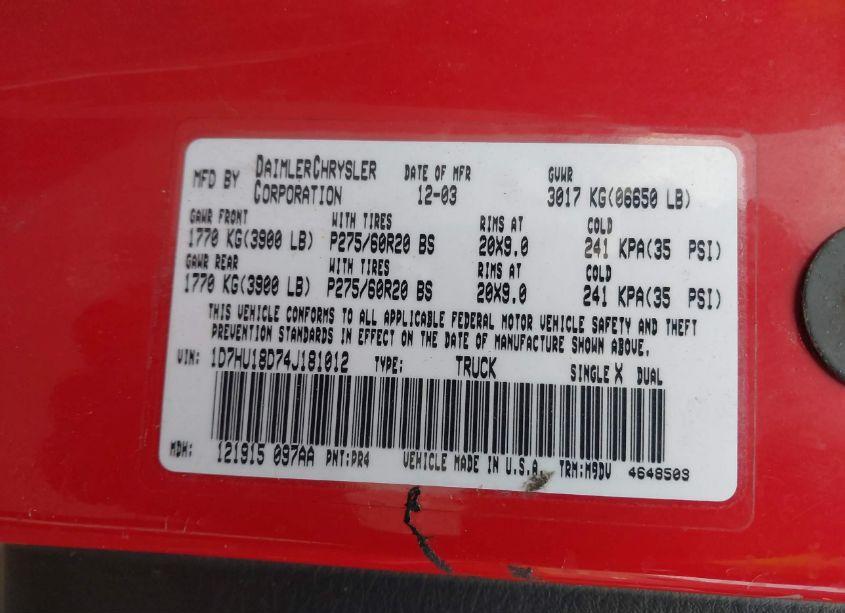 MFD BY DAIMLERCHRYSLER CORPORATION DATE OF MFR 12-03 GVWR 3017 KG(06650 LB)
GAWR FRONT WITH TIRES RIMS AT COLD
1770 KG(3900 LB) P275/60R20 BS 20X9.0 241 KPA(35 PSI)
GAWR REAR WITH TIRES RIMS AT COLD
1770 KG(3900 LB) P275/60R20 BS 20X9.0 241 KPA(35 PSI)
THIS VEHICLE CONFORMS TO ALL APPLICABLE FEDERAL MOTOR VEHICLE SAFETY AND THEFT
PREVENTION STANDARDS IN EFFECT ON THE DATE OF MANUFACTURE SHOWN ABOVE.
VIN: 1D7HU18D74J181012 TYPE: TRUCK SINGLE X DUAL
MDH: 121915 097AA PNT:PR4 VEHICLE MADE IN U.S.A. TRM:M9DV 4648503